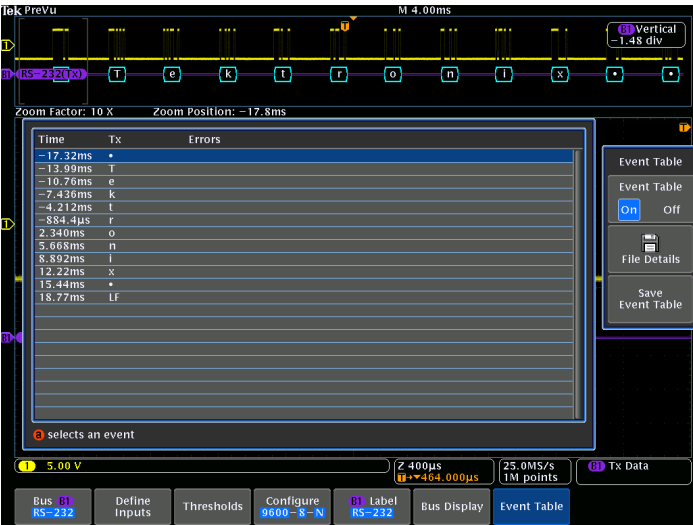 Tek PreVu M 4.00ms
T
B1 Vertical
-1.48 div
1
B1 RS-232(Tx) T e k t r o n i x • •
Zoom Factor: 10 X Zoom Position: -17.8ms
T
Time Tx Errors
-17.32ms •
-13.99ms T
-10.76ms e
-7.436ms k
-4.212ms t
-884.4µs r
2.340ms o
5.668ms n
8.892ms i
12.22ms x
15.44ms •
18.77ms LF
a selects an event
Event Table
Event Table
On Off
File Details
Save
Event Table
1
B1
1 5.00 V
Z 400µs
T→▼464.000µs
25.0MS/s
1M points
B1 Tx Data
Bus B1
RS-232
Define
Inputs
Thresholds
Configure
9600-8-N
B1 Label
RS-232
Bus Display
Event Table